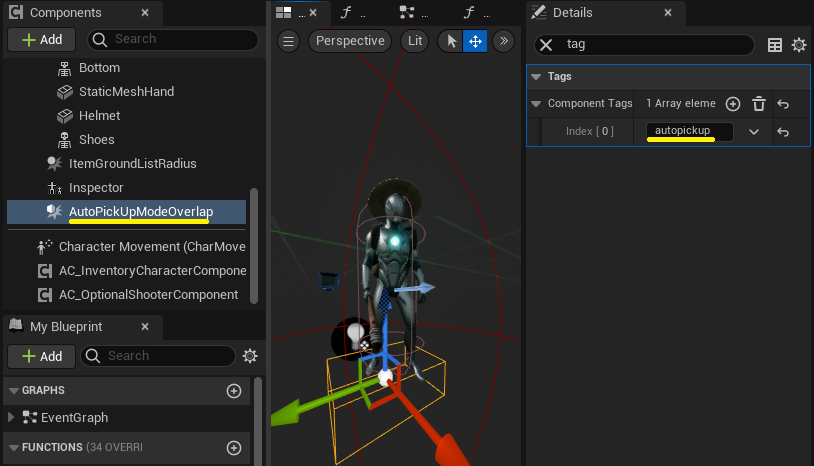 Components
Add
Search
Bottom
StaticMeshHand
Helmet
Shoes
ItemGroundListRadius
Inspector
AutoPickUpModeOverlap
Character Movement (CharMove
AC_InventoryCharacterCompone
AC_OptionalShooterComponent
My Blueprint
Add
Search
GRAPHS
EventGraph
FUNCTIONS (34 OVERRI
Perspective
Lit
Details
tag
Tags
Component Tags
1 Array eleme
Index [ 0 ]
autopickup